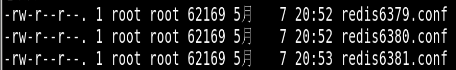 -rw-r--r--. 1 root root 62169 5月   7 20:52 redis6379.conf
-rw-r--r--. 1 root root 62169 5月   7 20:52 redis6380.conf
-rw-r--r--. 1 root root 62169 5月   7 20:53 redis6381.conf